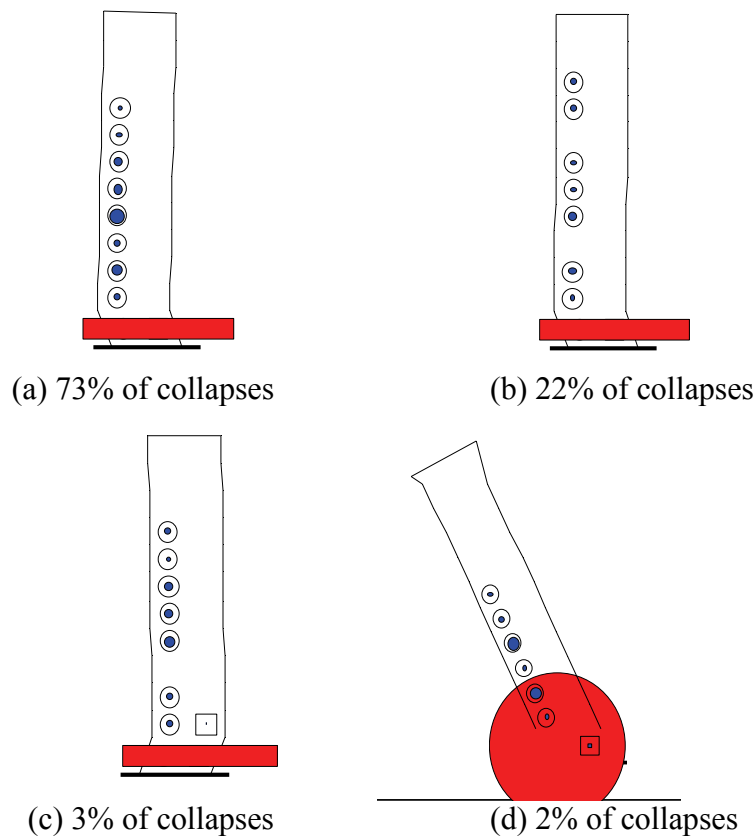 (a) 73% of collapses
(b) 22% of collapses
(c) 3% of collapses
(d) 2% of collapses